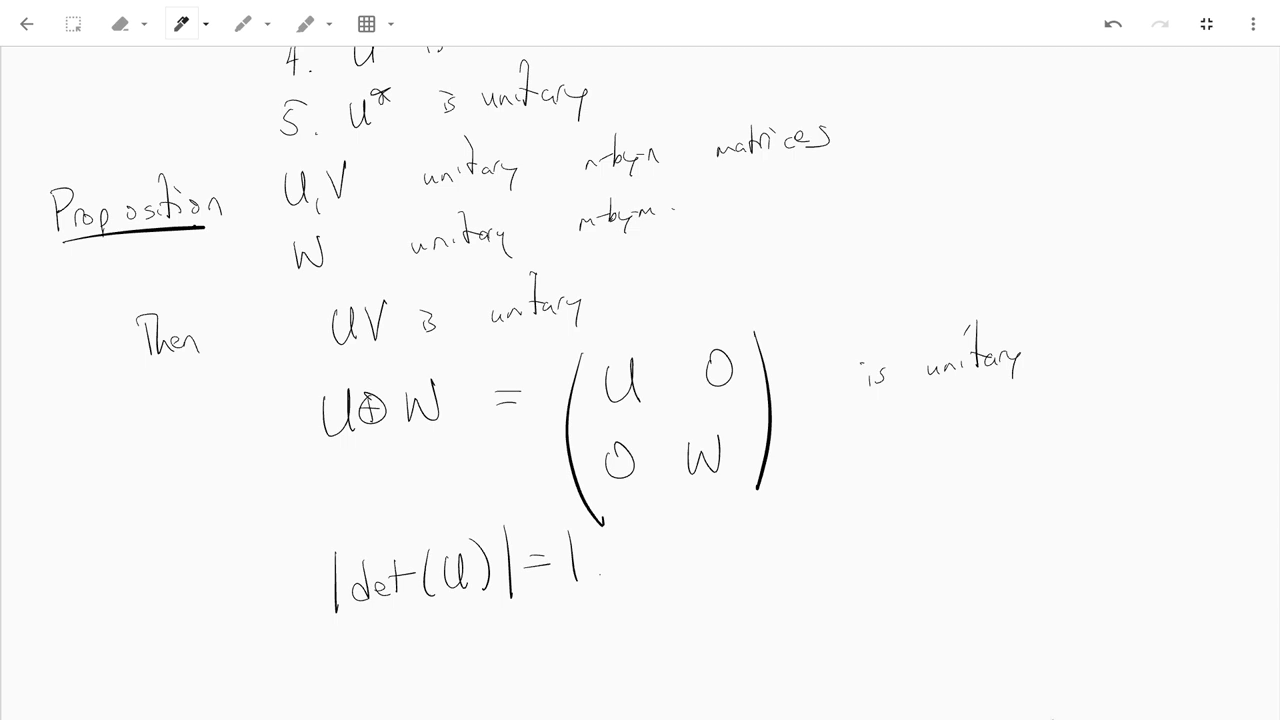 4. U is
5. U* is unitary
Proposition U, V unitary n-by-n matrices
W unitary m-by-m.
Then UV is unitary
U⊕W = (U 0
0 W) is unitary
|det(U)| = 1.